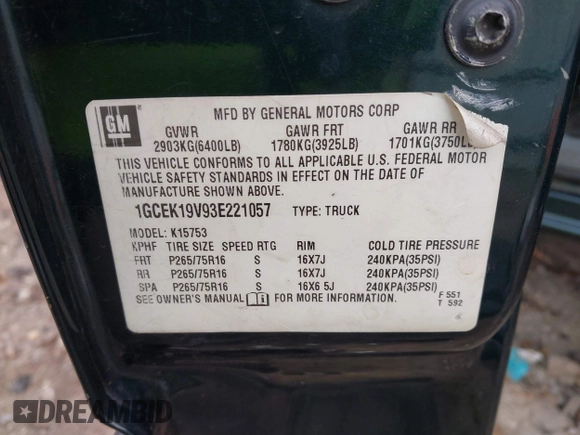 GM
MFD BY GENERAL MOTORS CORP
GVWR GAWR FRT GAWR RR
2903KG(6400LB) 1780KG(3925LB) 1701KG(3750L
THIS VEHICLE CONFORMS TO ALL APPLICABLE U.S. FEDERAL MOTOR
VEHICLE SAFETY STANDARDS IN EFFECT ON THE DATE OF
MANUFACTURE SHOWN ABOVE.
1GCEK19V93E221057 TYPE: TRUCK
MODEL: K15753
KPHF TIRE SIZE SPEED RTG RIM COLD TIRE PRESSURE
FRT P265/75R16 S 16X7J 240KPA(35PSI)
RR P265/75R16 S 16X7J 240KPA(35PSI)
SPA P265/75R16 S 16X6 5J 240KPA(35PSI)
SEE OWNER'S MANUAL FOR MORE INFORMATION. F 551
T 592
DREAMBID